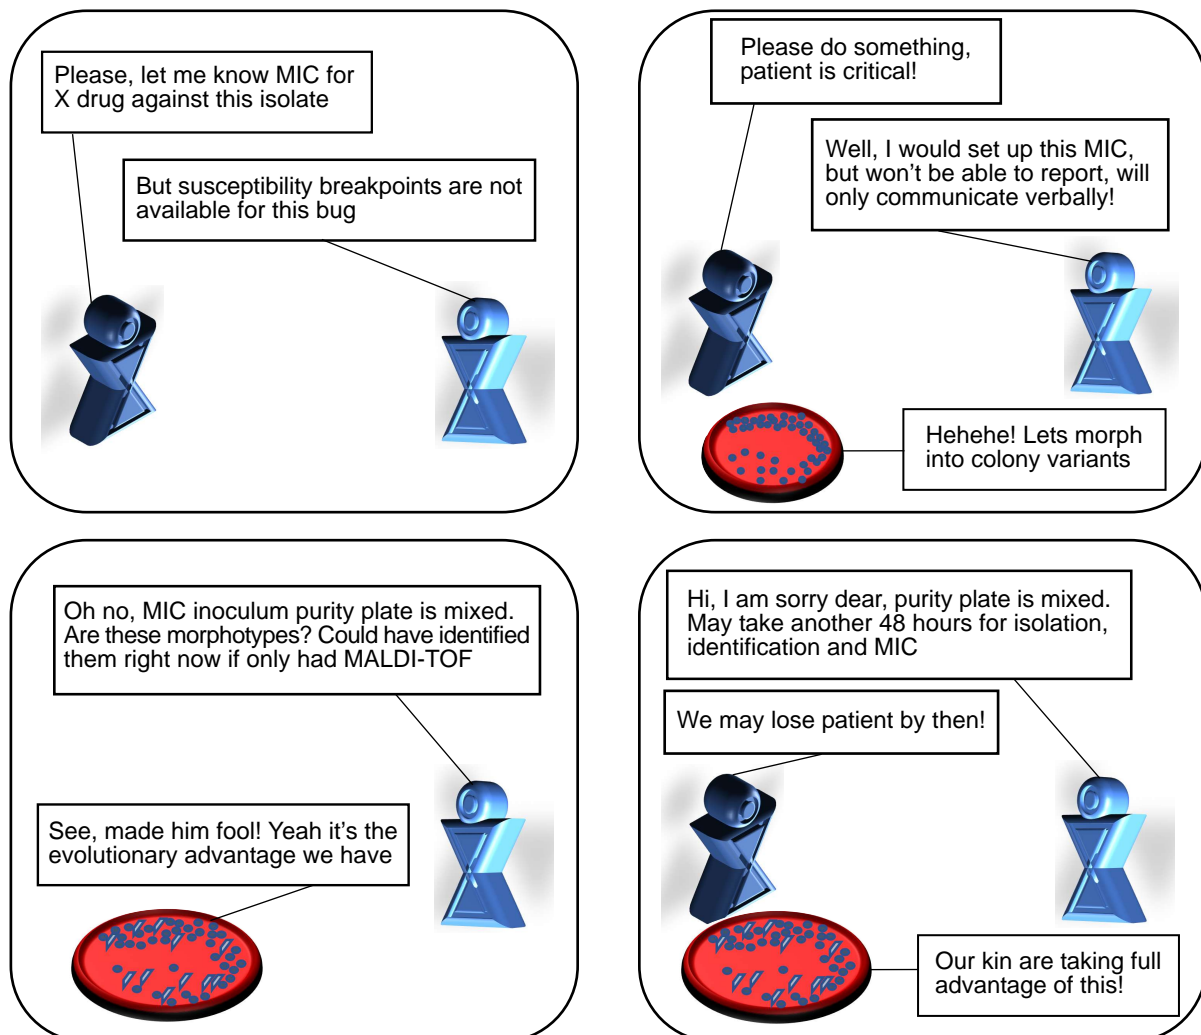 Please, let me know MIC for
X drug against this isolate
But susceptibility breakpoints are not
available for this bug
Please do something,
patient is critical!
Well, I would set up this MIC,
but won’t be able to report, will
only communicate verbally!
Hehehe! Lets morph
into colony variants
Oh no, MIC inoculum purity plate is mixed.
Are these morphotypes? Could have identified
them right now if only had MALDI-TOF
See, made him fool! Yeah it’s the
evolutionary advantage we have
Hi, I am sorry dear, purity plate is mixed.
May take another 48 hours for isolation,
identification and MIC
We may lose patient by then!
Our kin are taking full
advantage of this!